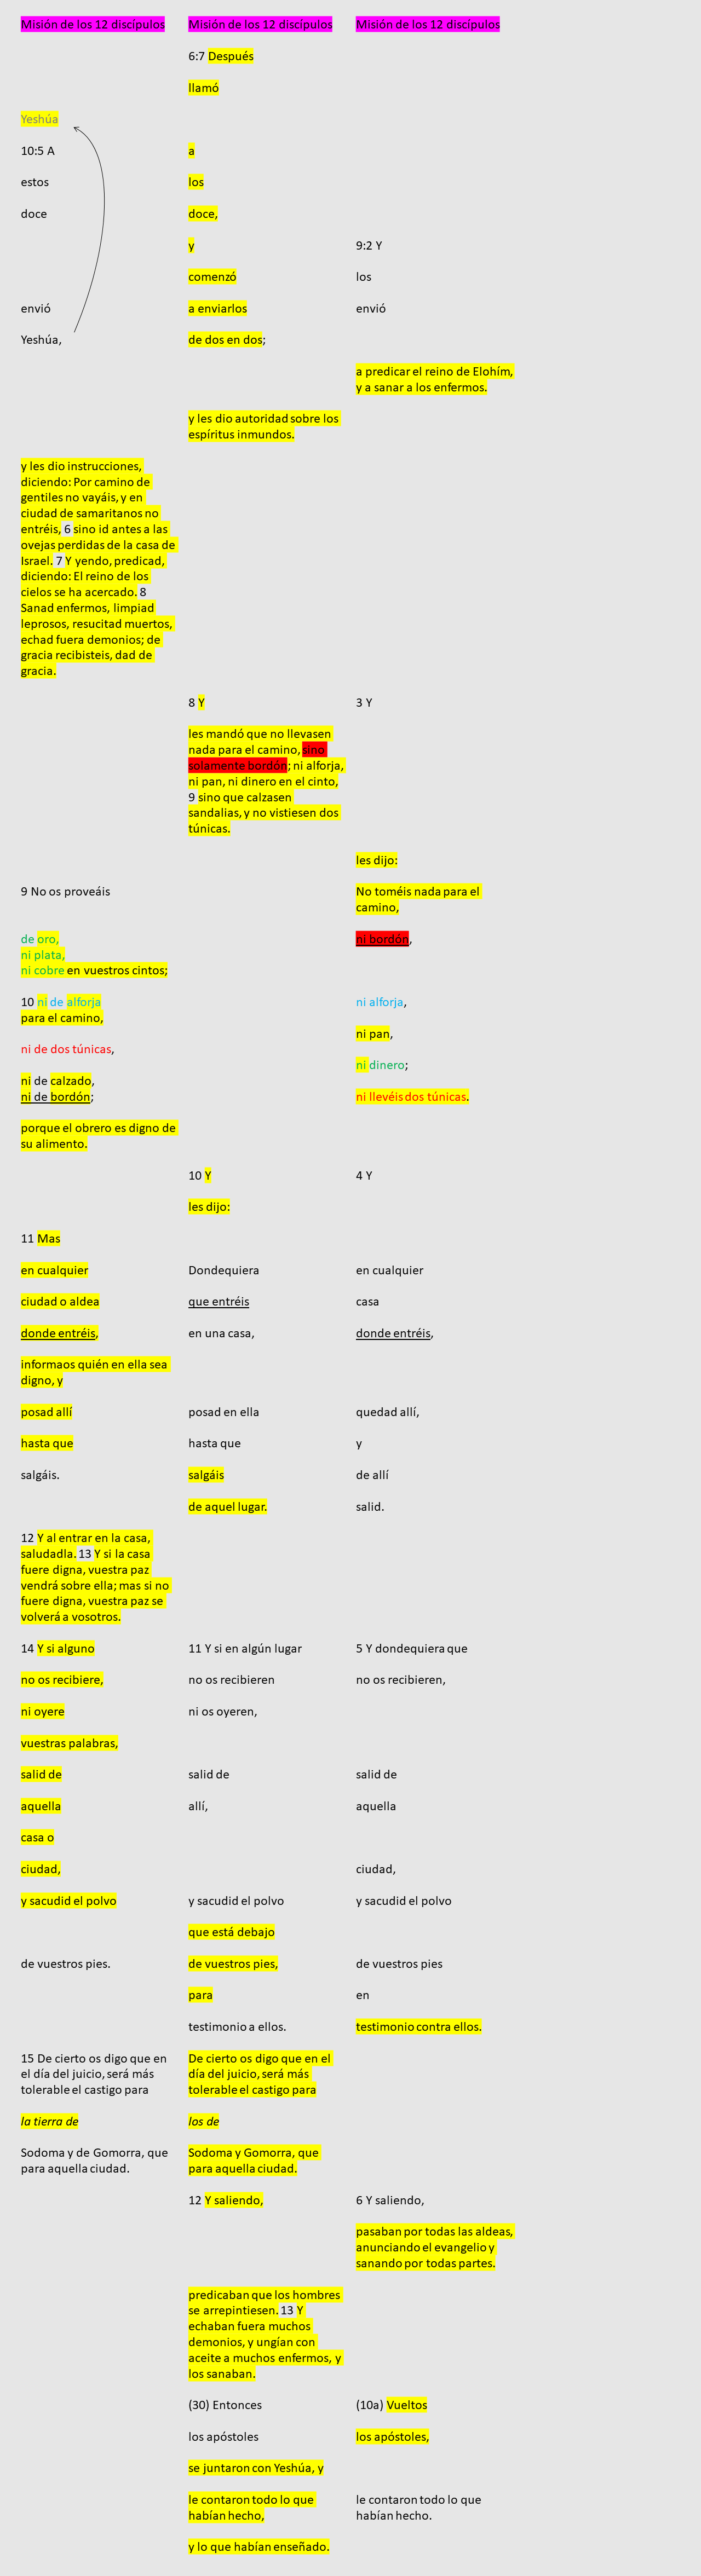 Misión de los 12 discípulos
Misión de los 12 discípulos
Misión de los 12 discípulos
6:7 Después
llamó
Yeshúa
10:5 A
a
estos
los
doce
doce,
y
9:2 Y
comenzó
los
envió
a enviarlos
envió
Yeshúa,
de dos en dos;
a predicar el reino de Elohím,
y a sanar a los enfermos.
y les dio autoridad sobre los
espíritus inmundos.
y les dio instrucciones,
diciendo: Por camino de
gentiles no vayáis, y en
ciudad de samaritanos no
entréis, 6 sino id antes a las
ovejas perdidas de la casa de
Israel. 7 Y yendo, predicad,
diciendo: El reino de los
cielos se ha acercado. 8
Sanad enfermos, limpiad
leprosos, resucitad muertos,
echad fuera demonios; de
gracia recibisteis, dad de
gracia.
8 Y
3 Y
les mandó que no llevasen
nada para el camino, sino
solamente bordón; ni alforja,
ni pan, ni dinero en el cinto,
9 sino que calzasen
sandalias, y no vistiesen dos
túnicas.
les dijo:
9 No os proveáis
No toméis nada para el
camino,
de oro,
ni plata,
ni cobre en vuestros cintos;
ni bordón,
10 ni de alforja
para el camino,
ni alforja,
ni pan,
ni de dos túnicas,
ni dinero;
ni de calzado,
ni de bordón;
ni llevéis dos túnicas.
porque el obrero es digno de
su alimento.
10 Y
4 Y
les dijo:
11 Mas
en cualquier
Dondequiera
en cualquier
ciudad o aldea
que entréis
casa
donde entréis,
en una casa,
donde entréis,
informaos quién en ella sea
digno, y
posad allí
posad en ella
quedad allí,
hasta que
hasta que
y
salgáis.
salgáis
de allí
de aquel lugar.
salid.
12 Y al entrar en la casa,
saludadla. 13 Y si la casa
fuere digna, vuestra paz
vendrá sobre ella; mas si no
fuere digna, vuestra paz se
volverá a vosotros.
14 Y si alguno
11 Y si en algún lugar
5 Y dondequiera que
no os recibiere,
no os recibieren
no os recibieren,
ni oyere
ni os oyeren,
vuestras palabras,
salid de
salid de
salid de
aquella
allí,
aquella
casa o
ciudad,
ciudad,
y sacudid el polvo
y sacudid el polvo
y sacudid el polvo
que está debajo
de vuestros pies.
de vuestros pies,
de vuestros pies
para
en
testimonio a ellos.
testimonio contra ellos.
15 De cierto os digo que en
el día del juicio, será más
tolerable el castigo para
De cierto os digo que en el
día del juicio, será más
tolerable el castigo para
la tierra de
los de
Sodoma y de Gomorra, que
para aquella ciudad.
Sodoma y Gomorra, que
para aquella ciudad.
12 Y saliendo,
6 Y saliendo,
pasaban por todas las aldeas,
anunciando el evangelio y
sanando por todas partes.
predicaban que los hombres
se arrepintiesen. 13 Y
echaban fuera muchos
demonios, y ungían con
aceite a muchos enfermos, y
los sanaban.
(30) Entonces
(10a) Vueltos
los apóstoles
los apóstoles,
se juntaron con Yeshúa, y
le contaron todo lo que
habían hecho,
le contaron todo lo que
habían hecho.
y lo que habían enseñado.